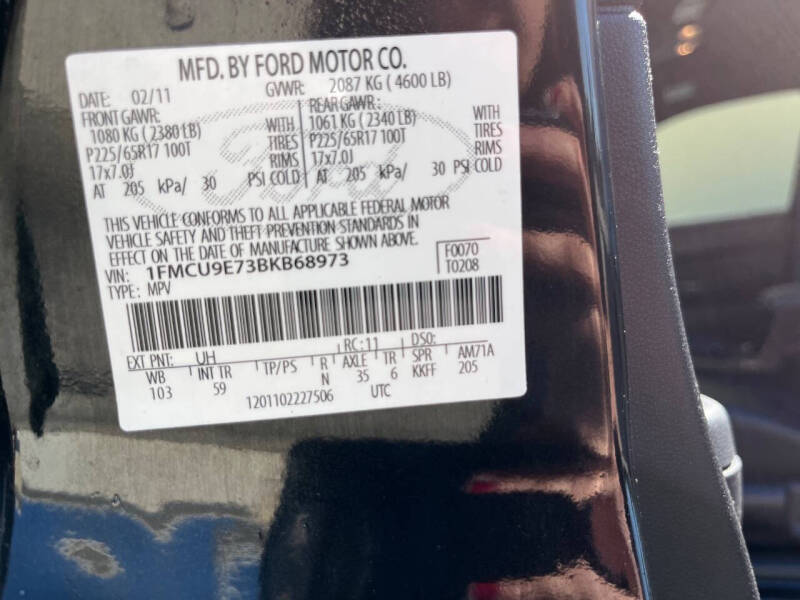 MFD. BY FORD MOTOR CO.
DATE: 02/11 GVWR: 2087 KG ( 4600 LB)
FRONT GAWR: REAR GAWR:
1080 KG ( 2380 LB) WITH 1061 KG ( 2340 LB) WITH
P225/65R17 100T TIRES P225/65R17 100T TIRES
17x7.0J RIMS 17x7.0J RIMS
AT 205 kPa/ 30 PSI COLD AT 205 kPa/ 30 PSI COLD
Ford
THIS VEHICLE CONFORMS TO ALL APPLICABLE FEDERAL MOTOR
VEHICLE SAFETY AND THEFT PREVENTION STANDARDS IN
EFFECT ON THE DATE OF MANUFACTURE SHOWN ABOVE.
VIN: 1FMCU9E73BKB68973 F0070
TYPE: MPV T0208
EXT PNT: UH RC: 11 DSO:
WB INT TR TP/PS R AXLE TR SPR AM71A
103 59 N 35 6 KKFF 205
1201102227506 UTC